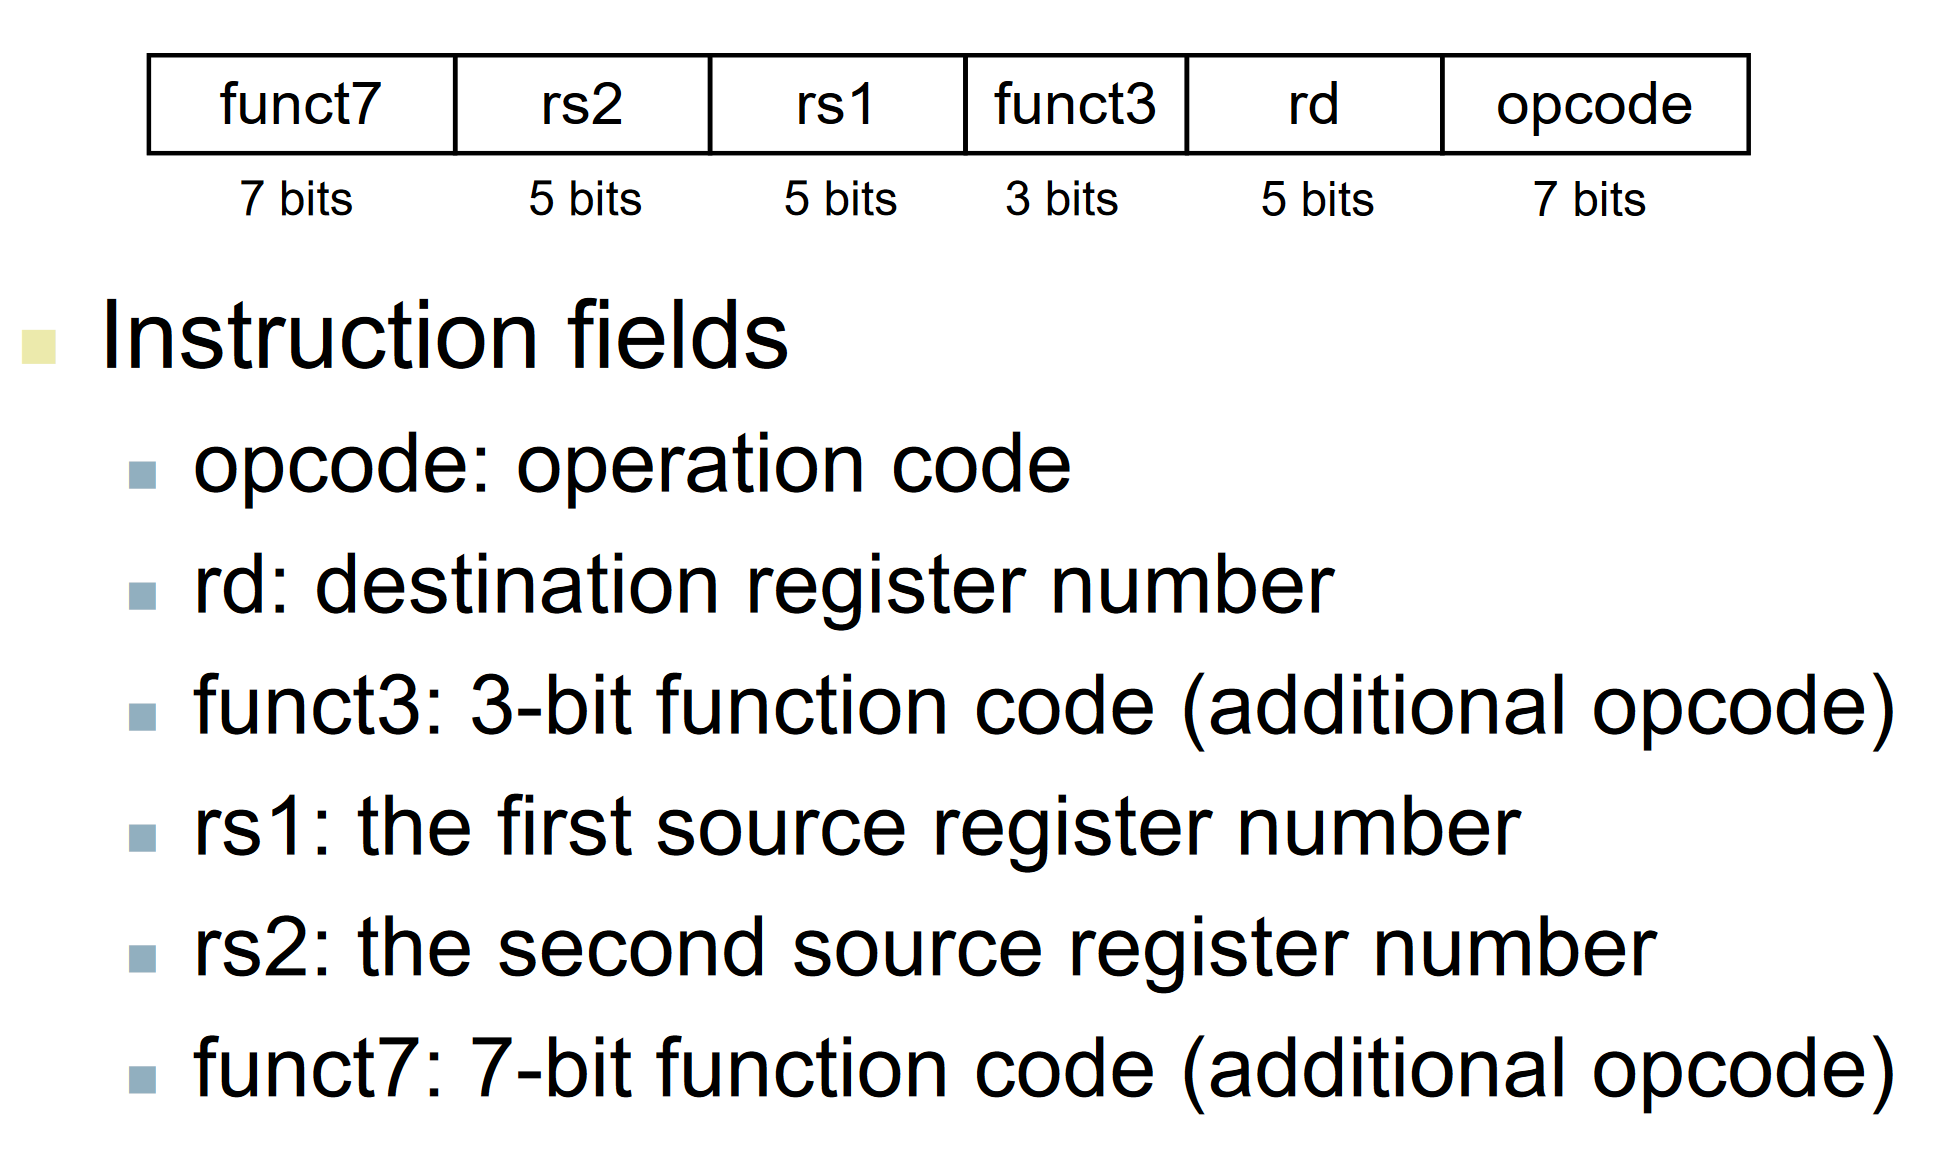 funct7 rs2 rs1 funct3 rd opcode
7 bits 5 bits 5 bits 3 bits 5 bits 7 bits
Instruction fields
opcode: operation code
rd: destination register number
funct3: 3-bit function code (additional opcode)
rs1: the first source register number
rs2: the second source register number
funct7: 7-bit function code (additional opcode)